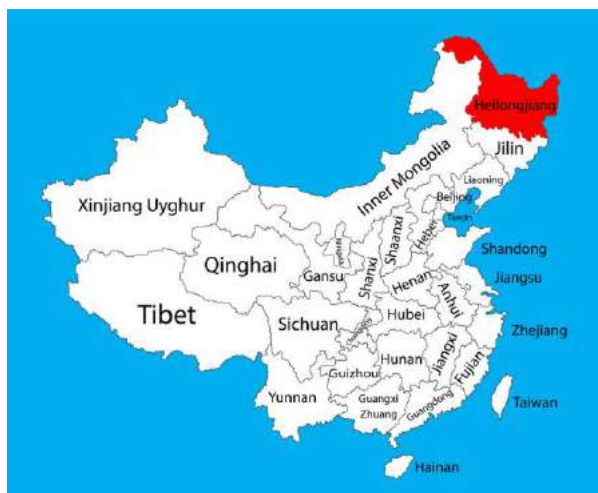 Heilongjiang
Jilin
Inner Mongolia
Liaoning
Beijing
Tianjin
Xinjiang Uyghur
Hebei
Shaanxi
Shanxi
Ningxia
Shandong
Qinghai
Gansu
Jiangsu
Henan
Anhui
Tibet
Sichuan
Hubei
Zhejiang
Hunan
Jiangxi
Guizhou
Fujian
Yunnan
Guangxi
Zhuang
Guangdong
Taiwan
Hainan